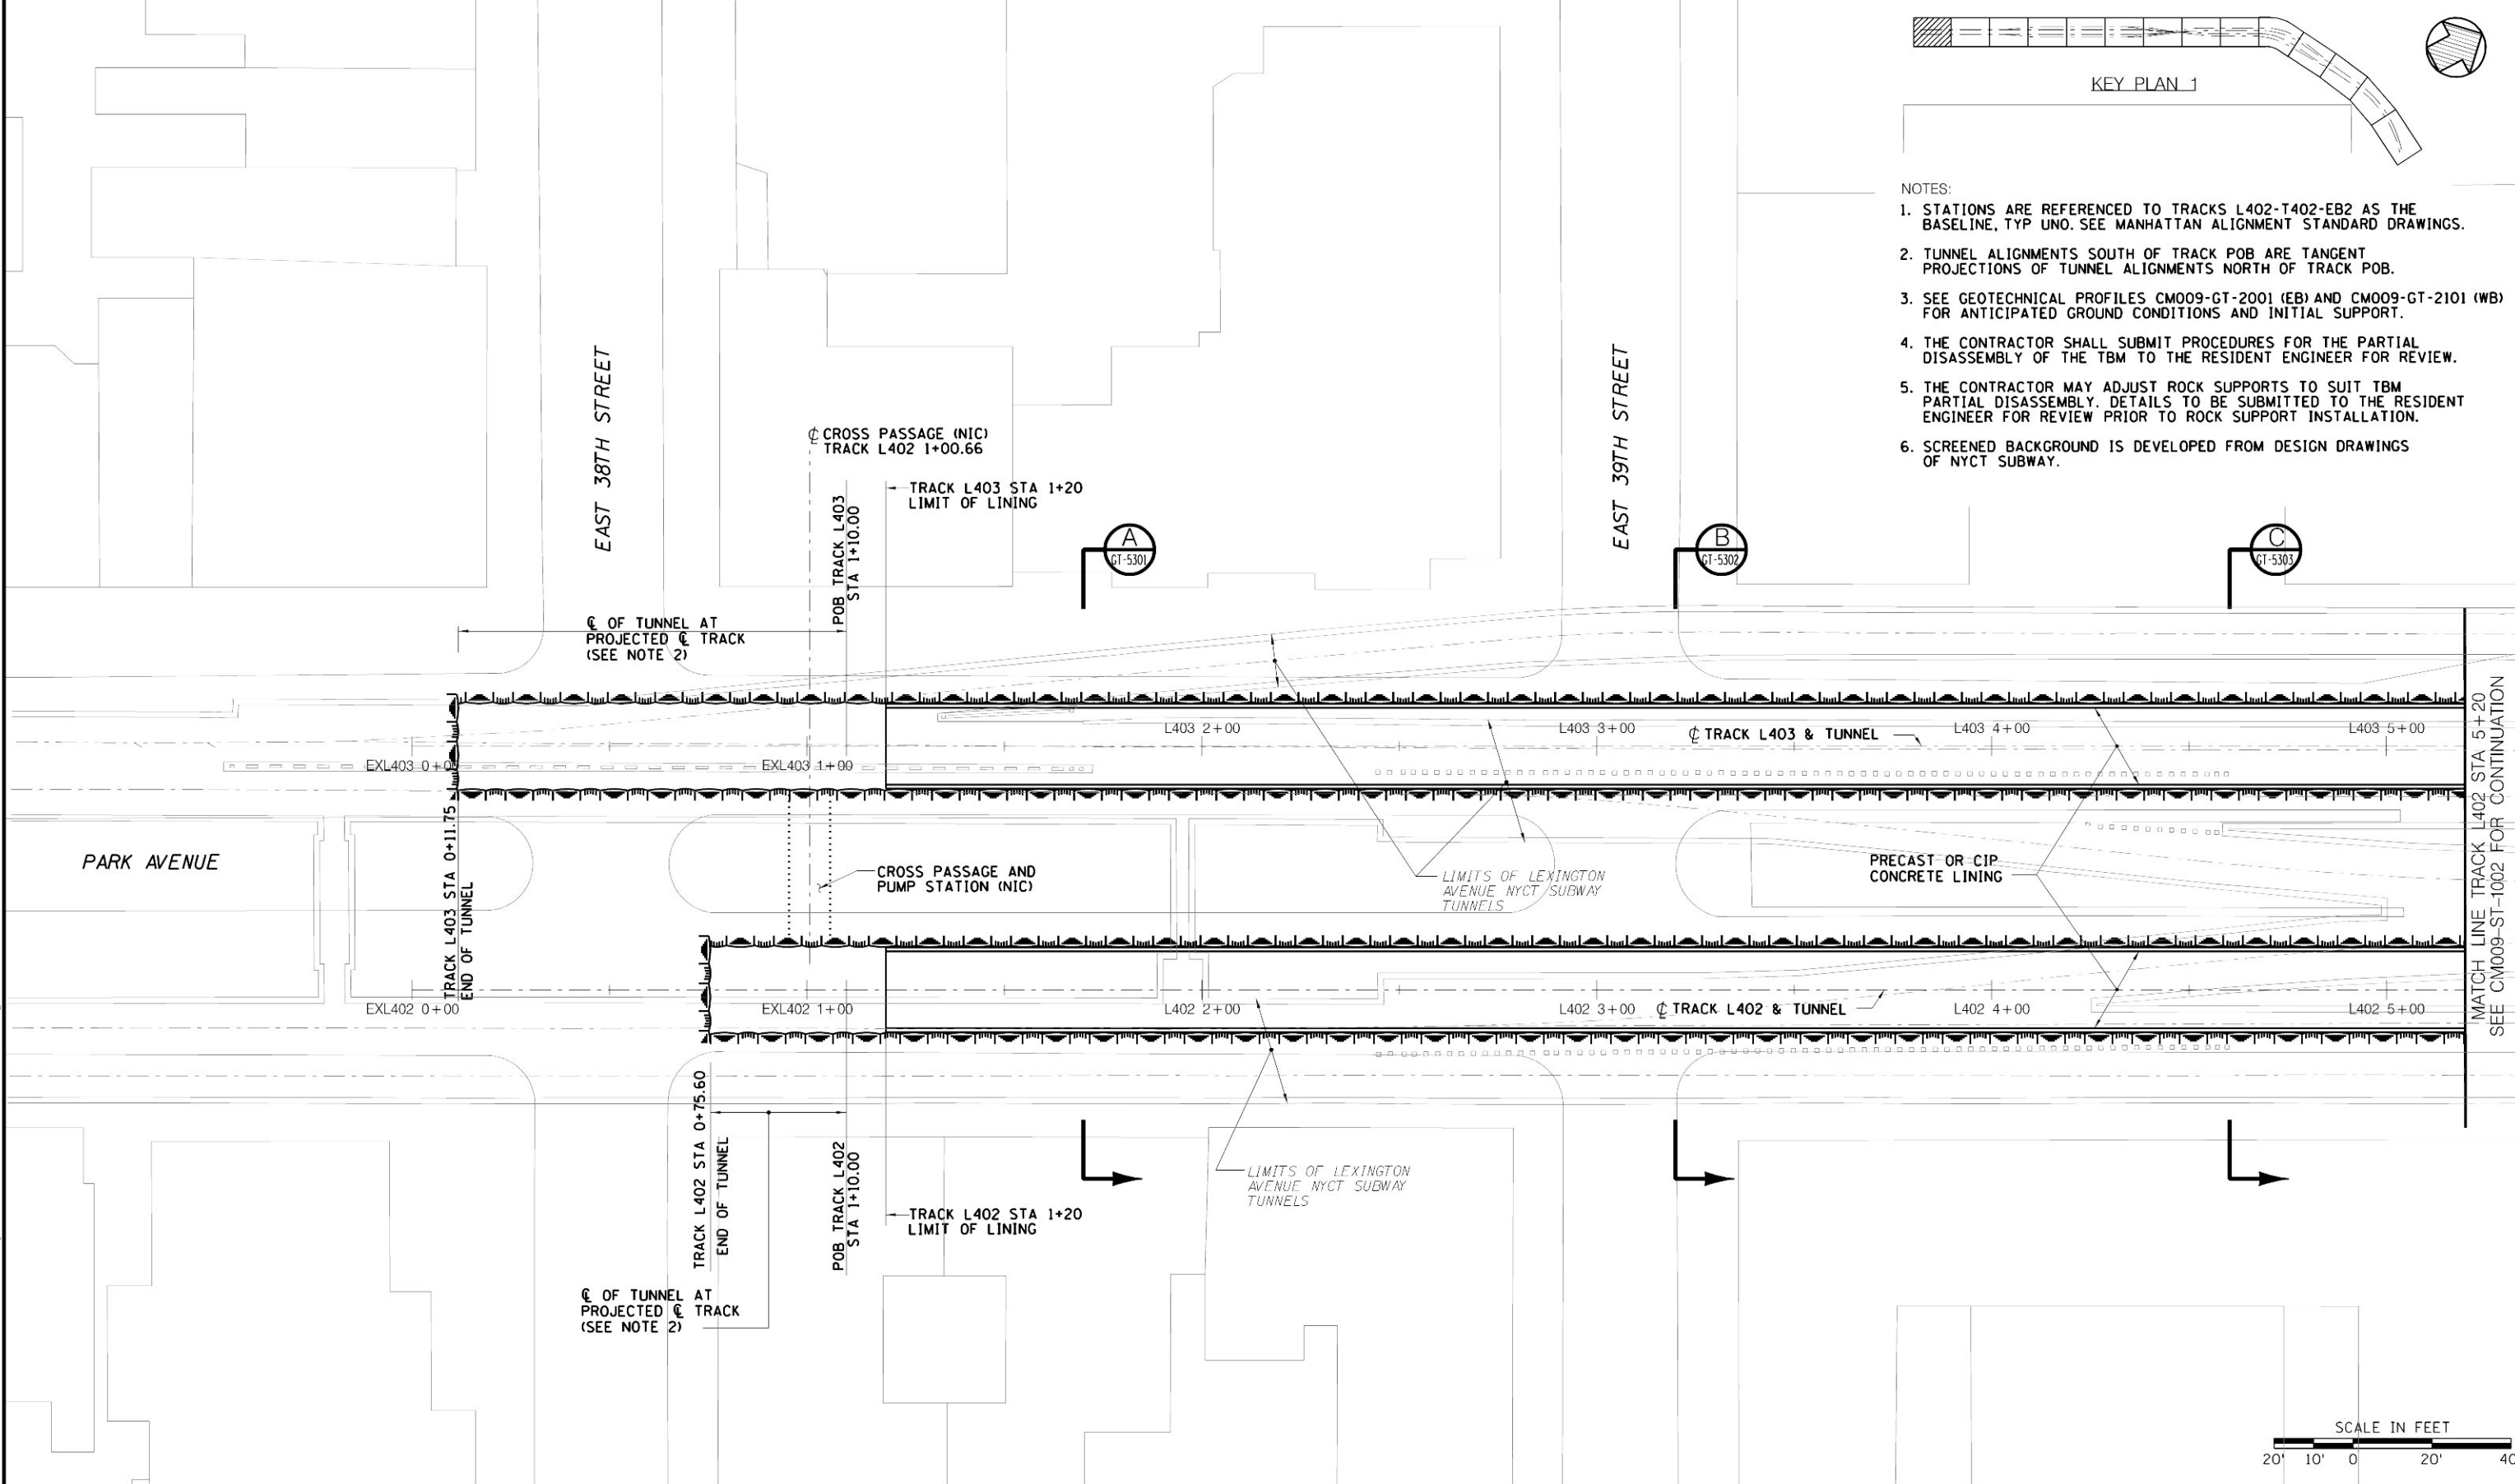 KEY PLAN 1
NOTES:
1. STATIONS ARE REFERENCED TO TRACKS L402-T402-EB2 AS THE
BASELINE, TYP UNO. SEE MANHATTAN ALIGNMENT STANDARD DRAWINGS.
2. TUNNEL ALIGNMENTS SOUTH OF TRACK POB ARE TANGENT
PROJECTIONS OF TUNNEL ALIGNMENTS NORTH OF TRACK POB.
3. SEE GEOTECHNICAL PROFILES CM009-GT-2001 (EB) AND CM009-GT-2101 (WB)
FOR ANTICIPATED GROUND CONDITIONS AND INITIAL SUPPORT.
4. THE CONTRACTOR SHALL SUBMIT PROCEDURES FOR THE PARTIAL
DISASSEMBLY OF THE TBM TO THE RESIDENT ENGINEER FOR REVIEW.
5. THE CONTRACTOR MAY ADJUST ROCK SUPPORTS TO SUIT TBM
PARTIAL DISASSEMBLY. DETAILS TO BE SUBMITTED TO THE RESIDENT
ENGINEER FOR REVIEW PRIOR TO ROCK SUPPORT INSTALLATION.
6. SCREENED BACKGROUND IS DEVELOPED FROM DESIGN DRAWINGS
OF NYCT SUBWAY.
EAST 38TH STREET
EAST 39TH STREET
℄ CROSS PASSAGE (NIC)
TRACK L402 1+00.66
POB TRACK L403
STA 1+10.00
TRACK L403 STA 1+20
LIMIT OF LINING
A
GT-5301
B
GT-5302
C
GT-5303
℄ OF TUNNEL AT
PROJECTED ℄ TRACK
(SEE NOTE 2)
L403 2+00
L403 3+00
℄ TRACK L403 & TUNNEL
L403 4+00
L403 5+00
EXL403 0+00
EXL403 1+00
PARK AVENUE
TRACK L403 STA 0+11.75
END OF TUNNEL
CROSS PASSAGE AND
PUMP STATION (NIC)
LIMITS OF LEXINGTON
AVENUE NYCT SUBWAY
TUNNELS
PRECAST OR CIP
CONCRETE LINING
MATCH LINE TRACK L402 STA 5+20
SEE CM009-ST-1002 FOR CONTINUATION
EXL402 0+00
EXL402 1+00
L402 2+00
L402 3+00
℄ TRACK L402 & TUNNEL
L402 4+00
L402 5+00
TRACK L402 STA 0+75.60
END OF TUNNEL
POB TRACK L402
STA 1+10.00
LIMITS OF LEXINGTON
AVENUE NYCT SUBWAY
TUNNELS
TRACK L402 STA 1+20
LIMIT OF LINING
℄ OF TUNNEL AT
PROJECTED ℄ TRACK
(SEE NOTE 2)
SCALE IN FEET
20' 10' 0 20'